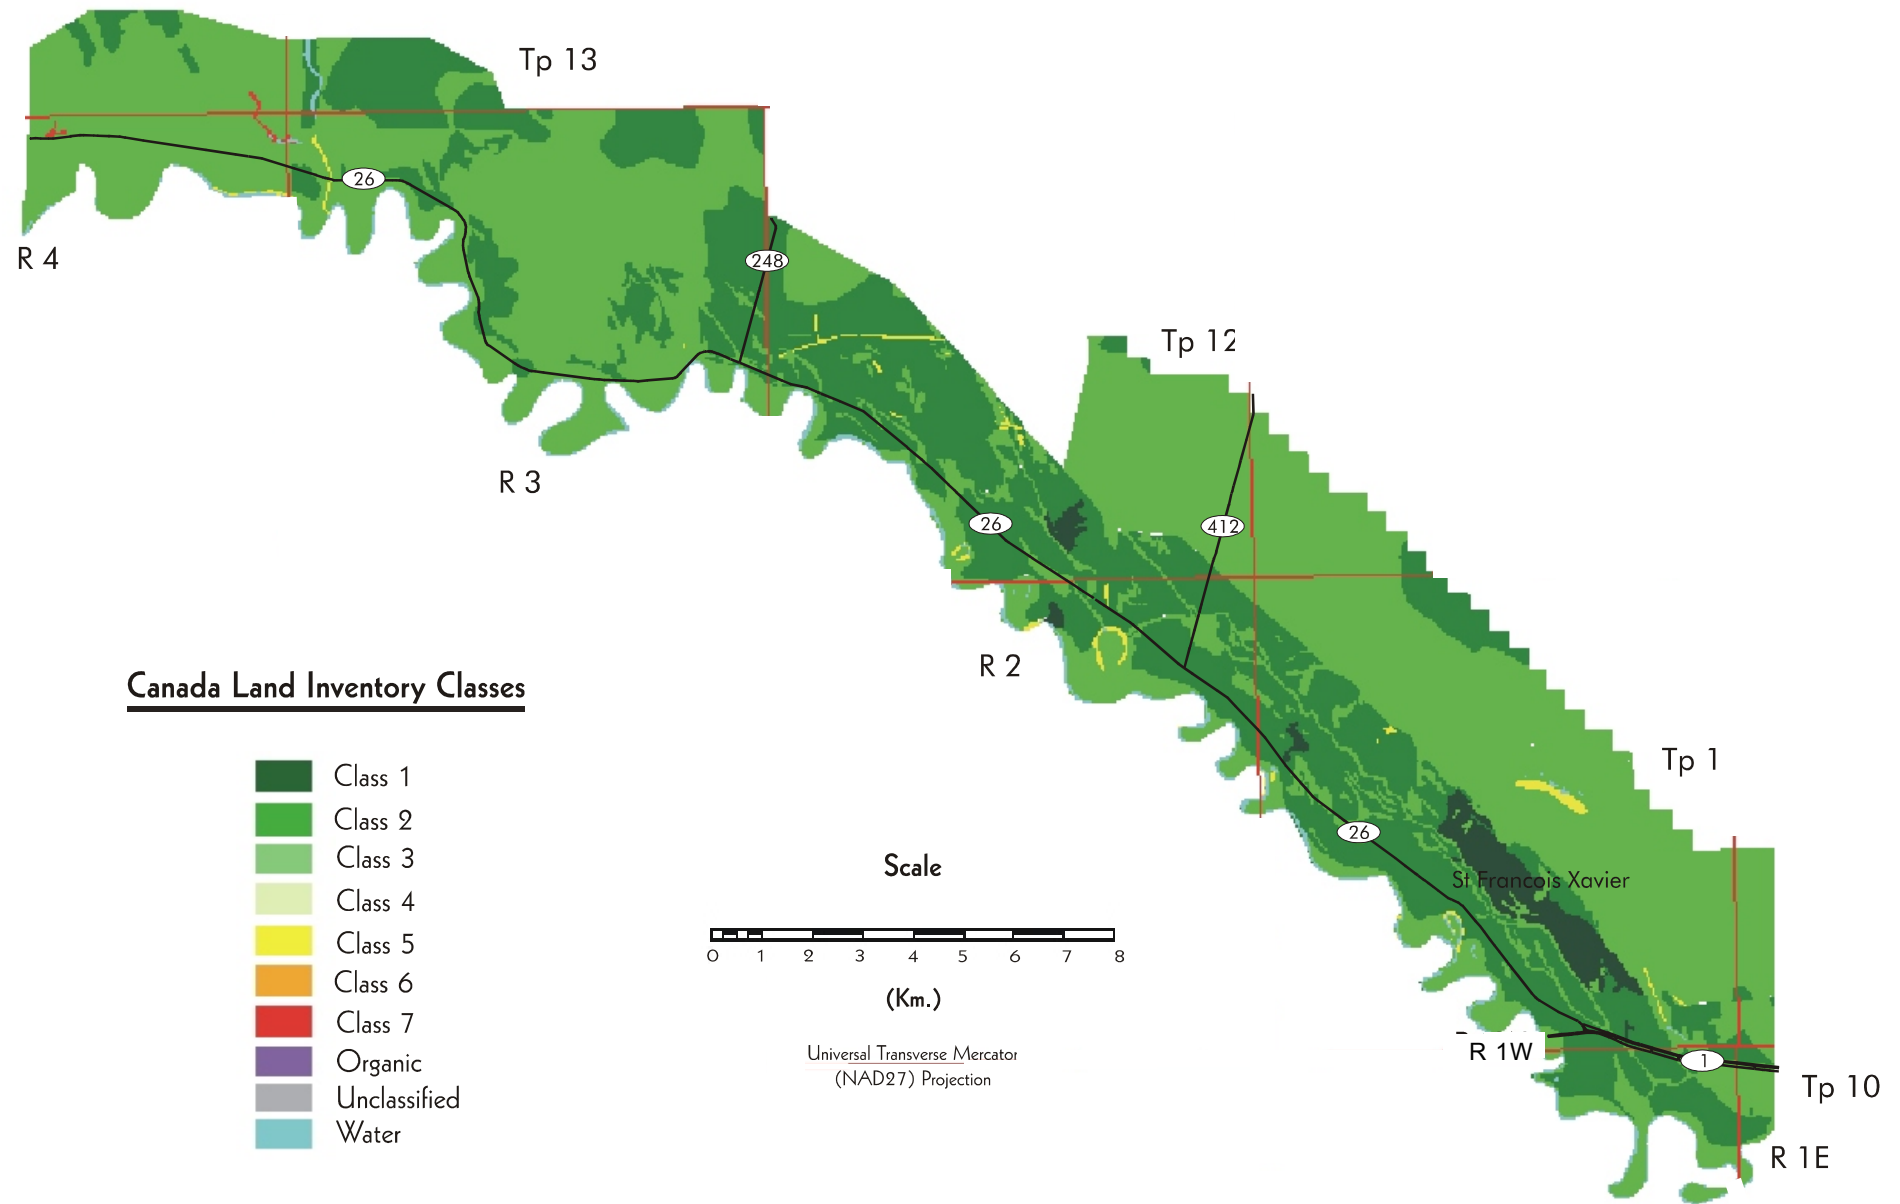 Tp 13
26
R 4
248
Tp 12
R 3
26
412
R 2
Canada Land Inventory Classes
Class 1
Class 2
Class 3
Class 4
Class 5
Class 6
Class 7
Organic
Unclassified
Water
Scale
0 1 2 3 4 5 6 7 8
(Km.)
Universal Transverse Mercator
(NAD27) Projection
Tp 1
26
St Francois Xavier
R 1W
1
Tp 10
R 1E